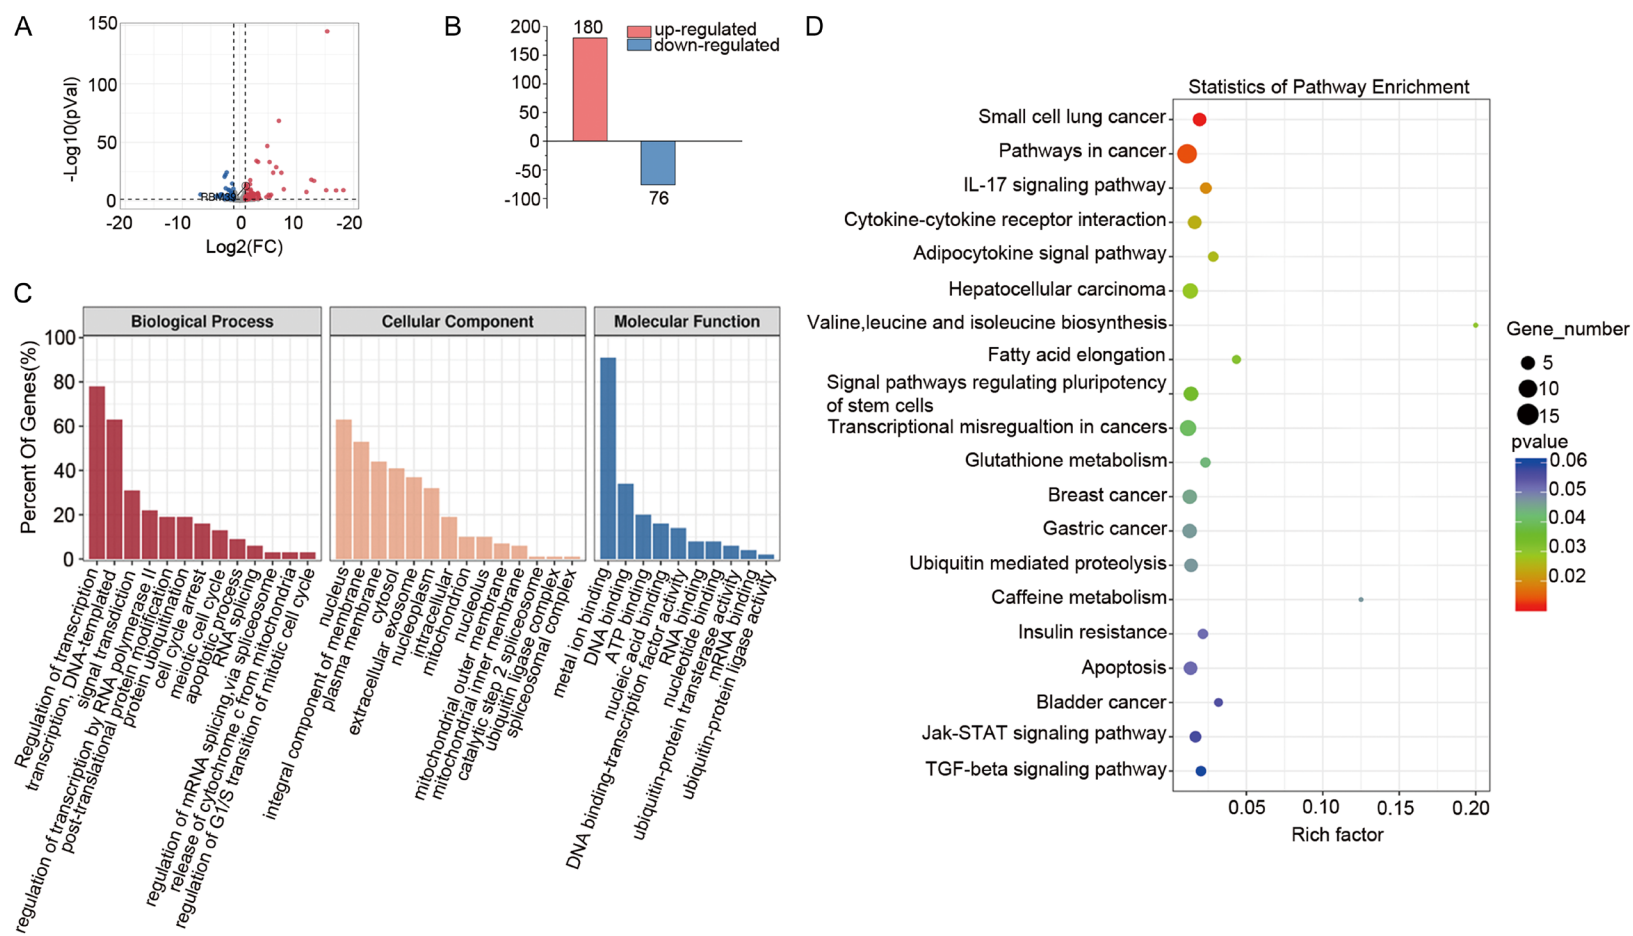 A
150
100
50
0
-Log10(pVal)
RBM39
-20
-10
0
10
-20
Log2(FC)
B
200
150
100
50
0
-50
-100
180
76
up-regulated
down-regulated
C
Percent Of Genes(%)
100
80
60
40
20
0
Biological Process
Cellular Component
Molecular Function
Regulation of transcription
transcription, DNA-templated
signal transdiction
regulation of transcription by RNA polymerase II
post-translational protein modification
protein ubiquitination
cell cycle arrest
meiotic cell cycle
apoptotic process
RNA splicing
regulation of mRNA splicing,via spliceosome
release of cytochrome c from mitochondria
regulation of G1/S transition of mitotic cell cycle
nucleus
integral component of membrane
plasma membrane
cytosol
extracellular exosome
nucleoplasm
intracellular
mitochondrion
nucleolus
mitochondrial outer membrane
mitochondrial inner membrane
catalytic step 2 spliceosome
ubiquitin ligase complex
spliceosomal complex
metal ion binding
DNA binding
ATP binding
nucleic acid binding
DNA binding-transcription factor activity
RNA binding
nucleotide binding
ubiquitin-protein transterase activity
mRNA binding
ubiquitin-protein ligase activity
D
Statistics of Pathway Enrichment
Small cell lung cancer
Pathways in cancer
IL-17 signaling pathway
Cytokine-cytokine receptor interaction
Adipocytokine signal pathway
Hepatocellular carcinoma
Valine,leucine and isoleucine biosynthesis
Fatty acid elongation
Signal pathways regulating pluripotency
of stem cells
Transcriptional misregualtion in cancers
Glutathione metabolism
Breast cancer
Gastric cancer
Ubiquitin mediated proteolysis
Caffeine metabolism
Insulin resistance
Apoptosis
Bladder cancer
Jak-STAT signaling pathway
TGF-beta signaling pathway
0.05
0.10
0.15
0.20
Rich factor
Gene_number
5
10
15
pvalue
0.06
0.05
0.04
0.03
0.02